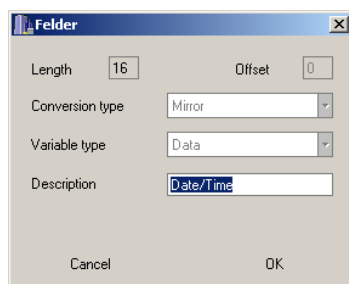 Felder
Length 16 Offset 0
Conversion type Mirror
Variable type Data
Description Date/Time
Cancel OK